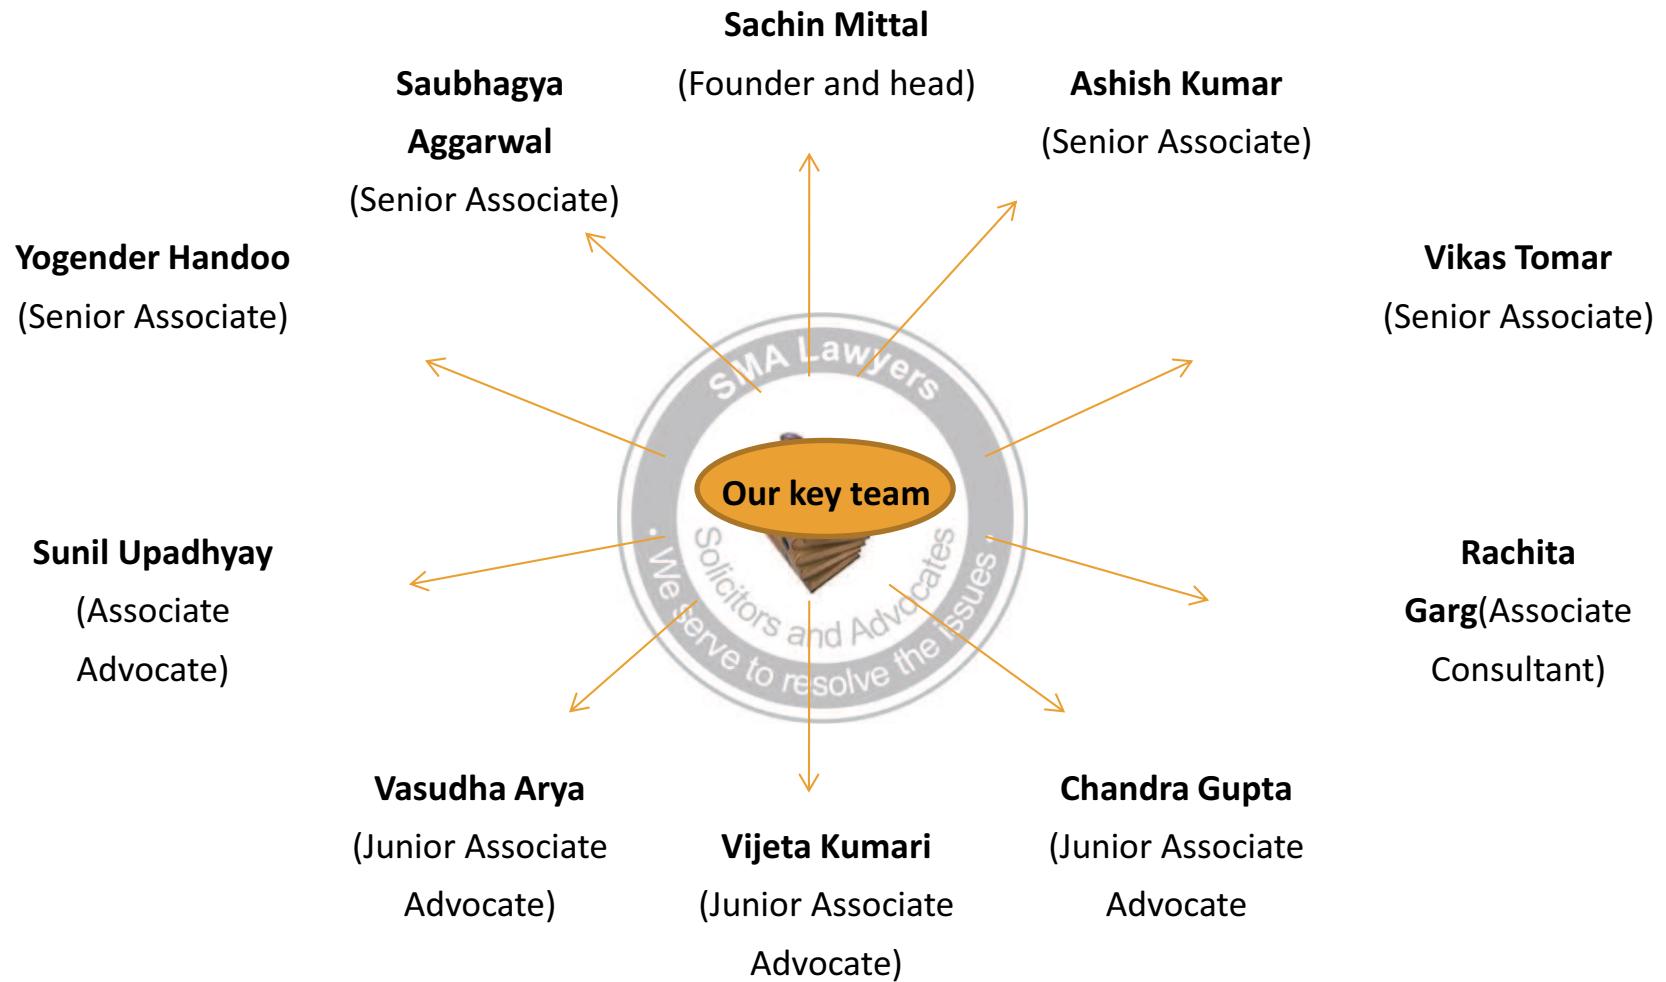 Sachin Mittal
(Founder and head)
Saubhagya
Aggarwal
(Senior Associate)
Ashish Kumar
(Senior Associate)
Yogender Handoo
(Senior Associate)
Vikas Tomar
(Senior Associate)
SMA Lawyers
Our key team
Solicitors and Advocates
· We serve to resolve the issues ·
Sunil Upadhyay
(Associate
Advocate)
Rachita
Garg(Associate
Consultant)
Vasudha Arya
(Junior Associate
Advocate)
Vijeta Kumari
(Junior Associate
Advocate)
Chandra Gupta
(Junior Associate
Advocate